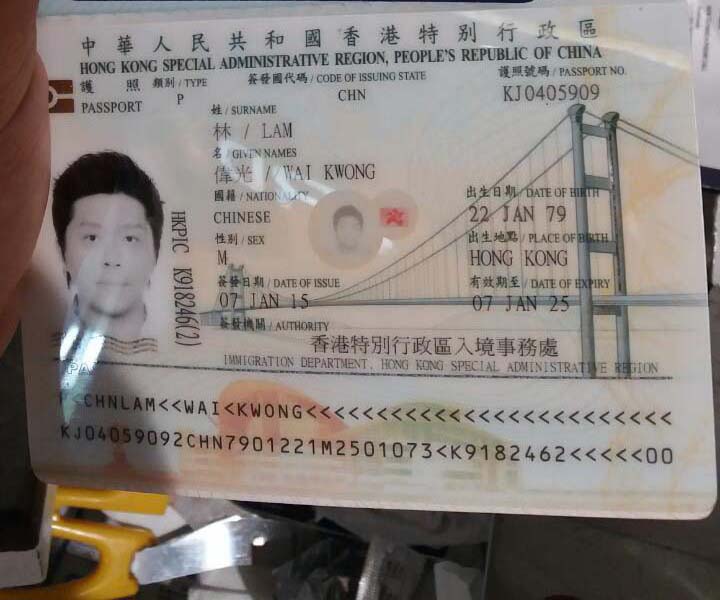 中華人民共和國香港特別行政區
HONG KONG SPECIAL ADMINISTRATIVE REGION, PEOPLE'S REPUBLIC OF CHINA
護照 類別 / TYPE 簽發國代碼 / CODE OF ISSUING STATE 護照號碼 / PASSPORT NO.
PASSPORT P CHN KJ0405909
姓 / SURNAME
林 / LAM
名 / GIVEN NAMES
偉光 / WAI KWONG
國籍 / NATIONALITY 出生日期 / DATE OF BIRTH
CHINESE 22 JAN 79
性別 / SEX 出生地點 / PLACE OF BIRTH
M HONG KONG
簽發日期 / DATE OF ISSUE 有效期至 / DATE OF EXPIRY
07 JAN 15 07 JAN 25
簽發機關 / AUTHORITY
香港特別行政區入境事務處
IMMIGRATION DEPARTMENT, HONG KONG SPECIAL ADMINISTRATIVE REGION
HKPIC K918246(2)
<CHNLAM<<WAI<KWONG<<<<<<<<<<<<<<<<<<<<<<<<<<
KJ04059092CHN7901221M2501073<K9182462<<<<<00